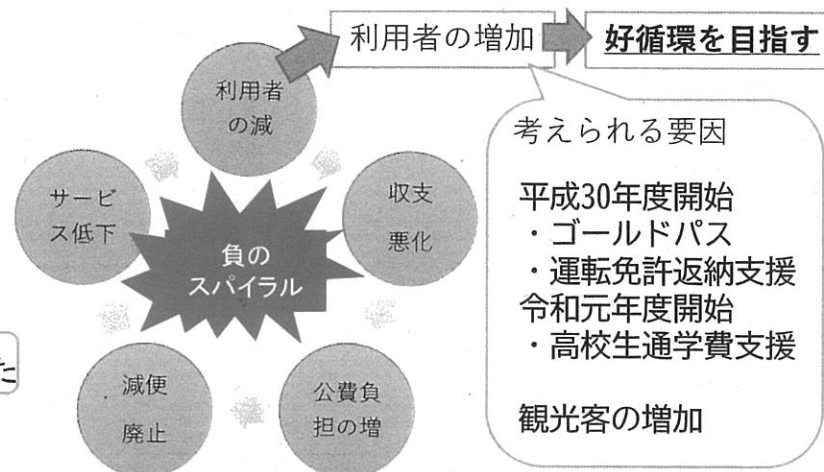 利用者の増加
好循環を目指す
利用者
の減
収支
悪化
公費負
担の増
減便
廃止
サービ
ス低下
負の
スパイラル
考えられる要因
平成30年度開始
・ゴールドパス
・運転免許返納支援
令和元年度開始
・高校生通学費支援
観光客の増加
た